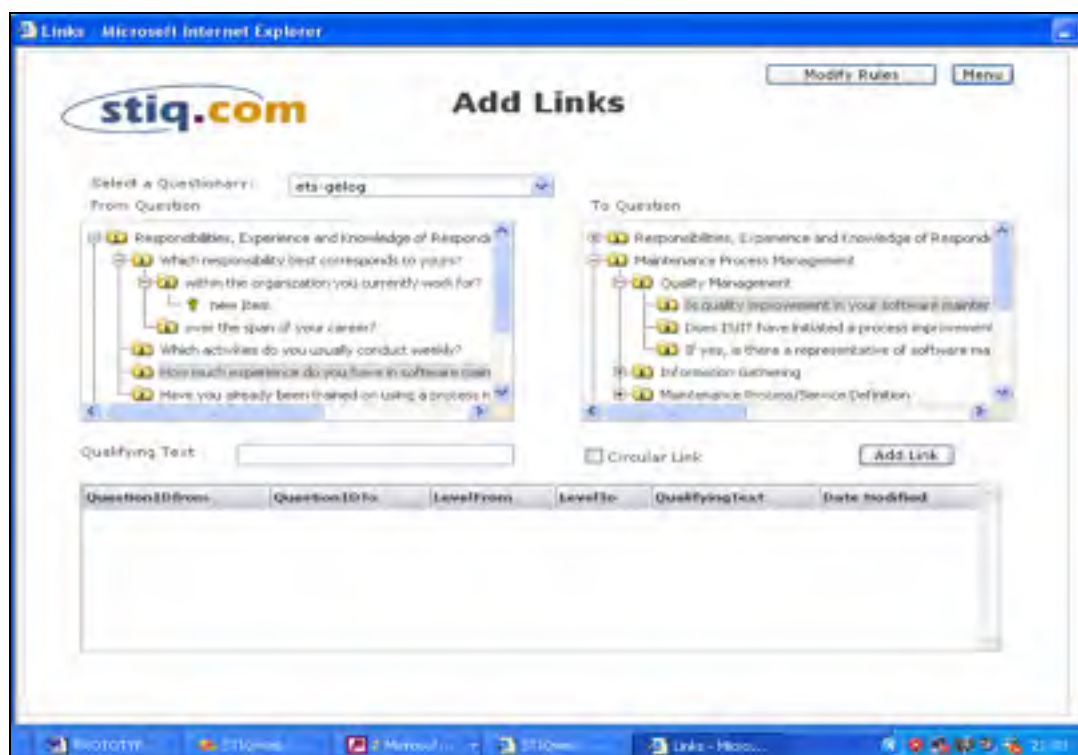 Links - Microsoft Internet Explorer
Modify Rules
Menu
stiq.com
Add Links
Select a Questionary:
ets-gelog
From Question
To Question
Responsibilities, Experience and Knowledge of Responde
Which responsibility best corresponds to yours?
within the organization you currently work for?
new Item
over the span of your career?
Which activities do you usually conduct weekly?
How much experience do you have in software main
Have you already been trained on using a process n
Responsibilities, Experience and Knowledge of Responde
Maintenance Process Management
Quality Management
Is quality improvement in your software mainter
Does have initiated a process improvement
If yes, is there a representative of software ma
Information Gathering
Maintenance Process/Service Definition
Qualifying Text
Circular Link
Add Link
QuestionIDfrom
QuestionIDTo
LevelFrom
LevelTo
QualifyingText
Date Modified
PROTOTYP...
Links - Micro...